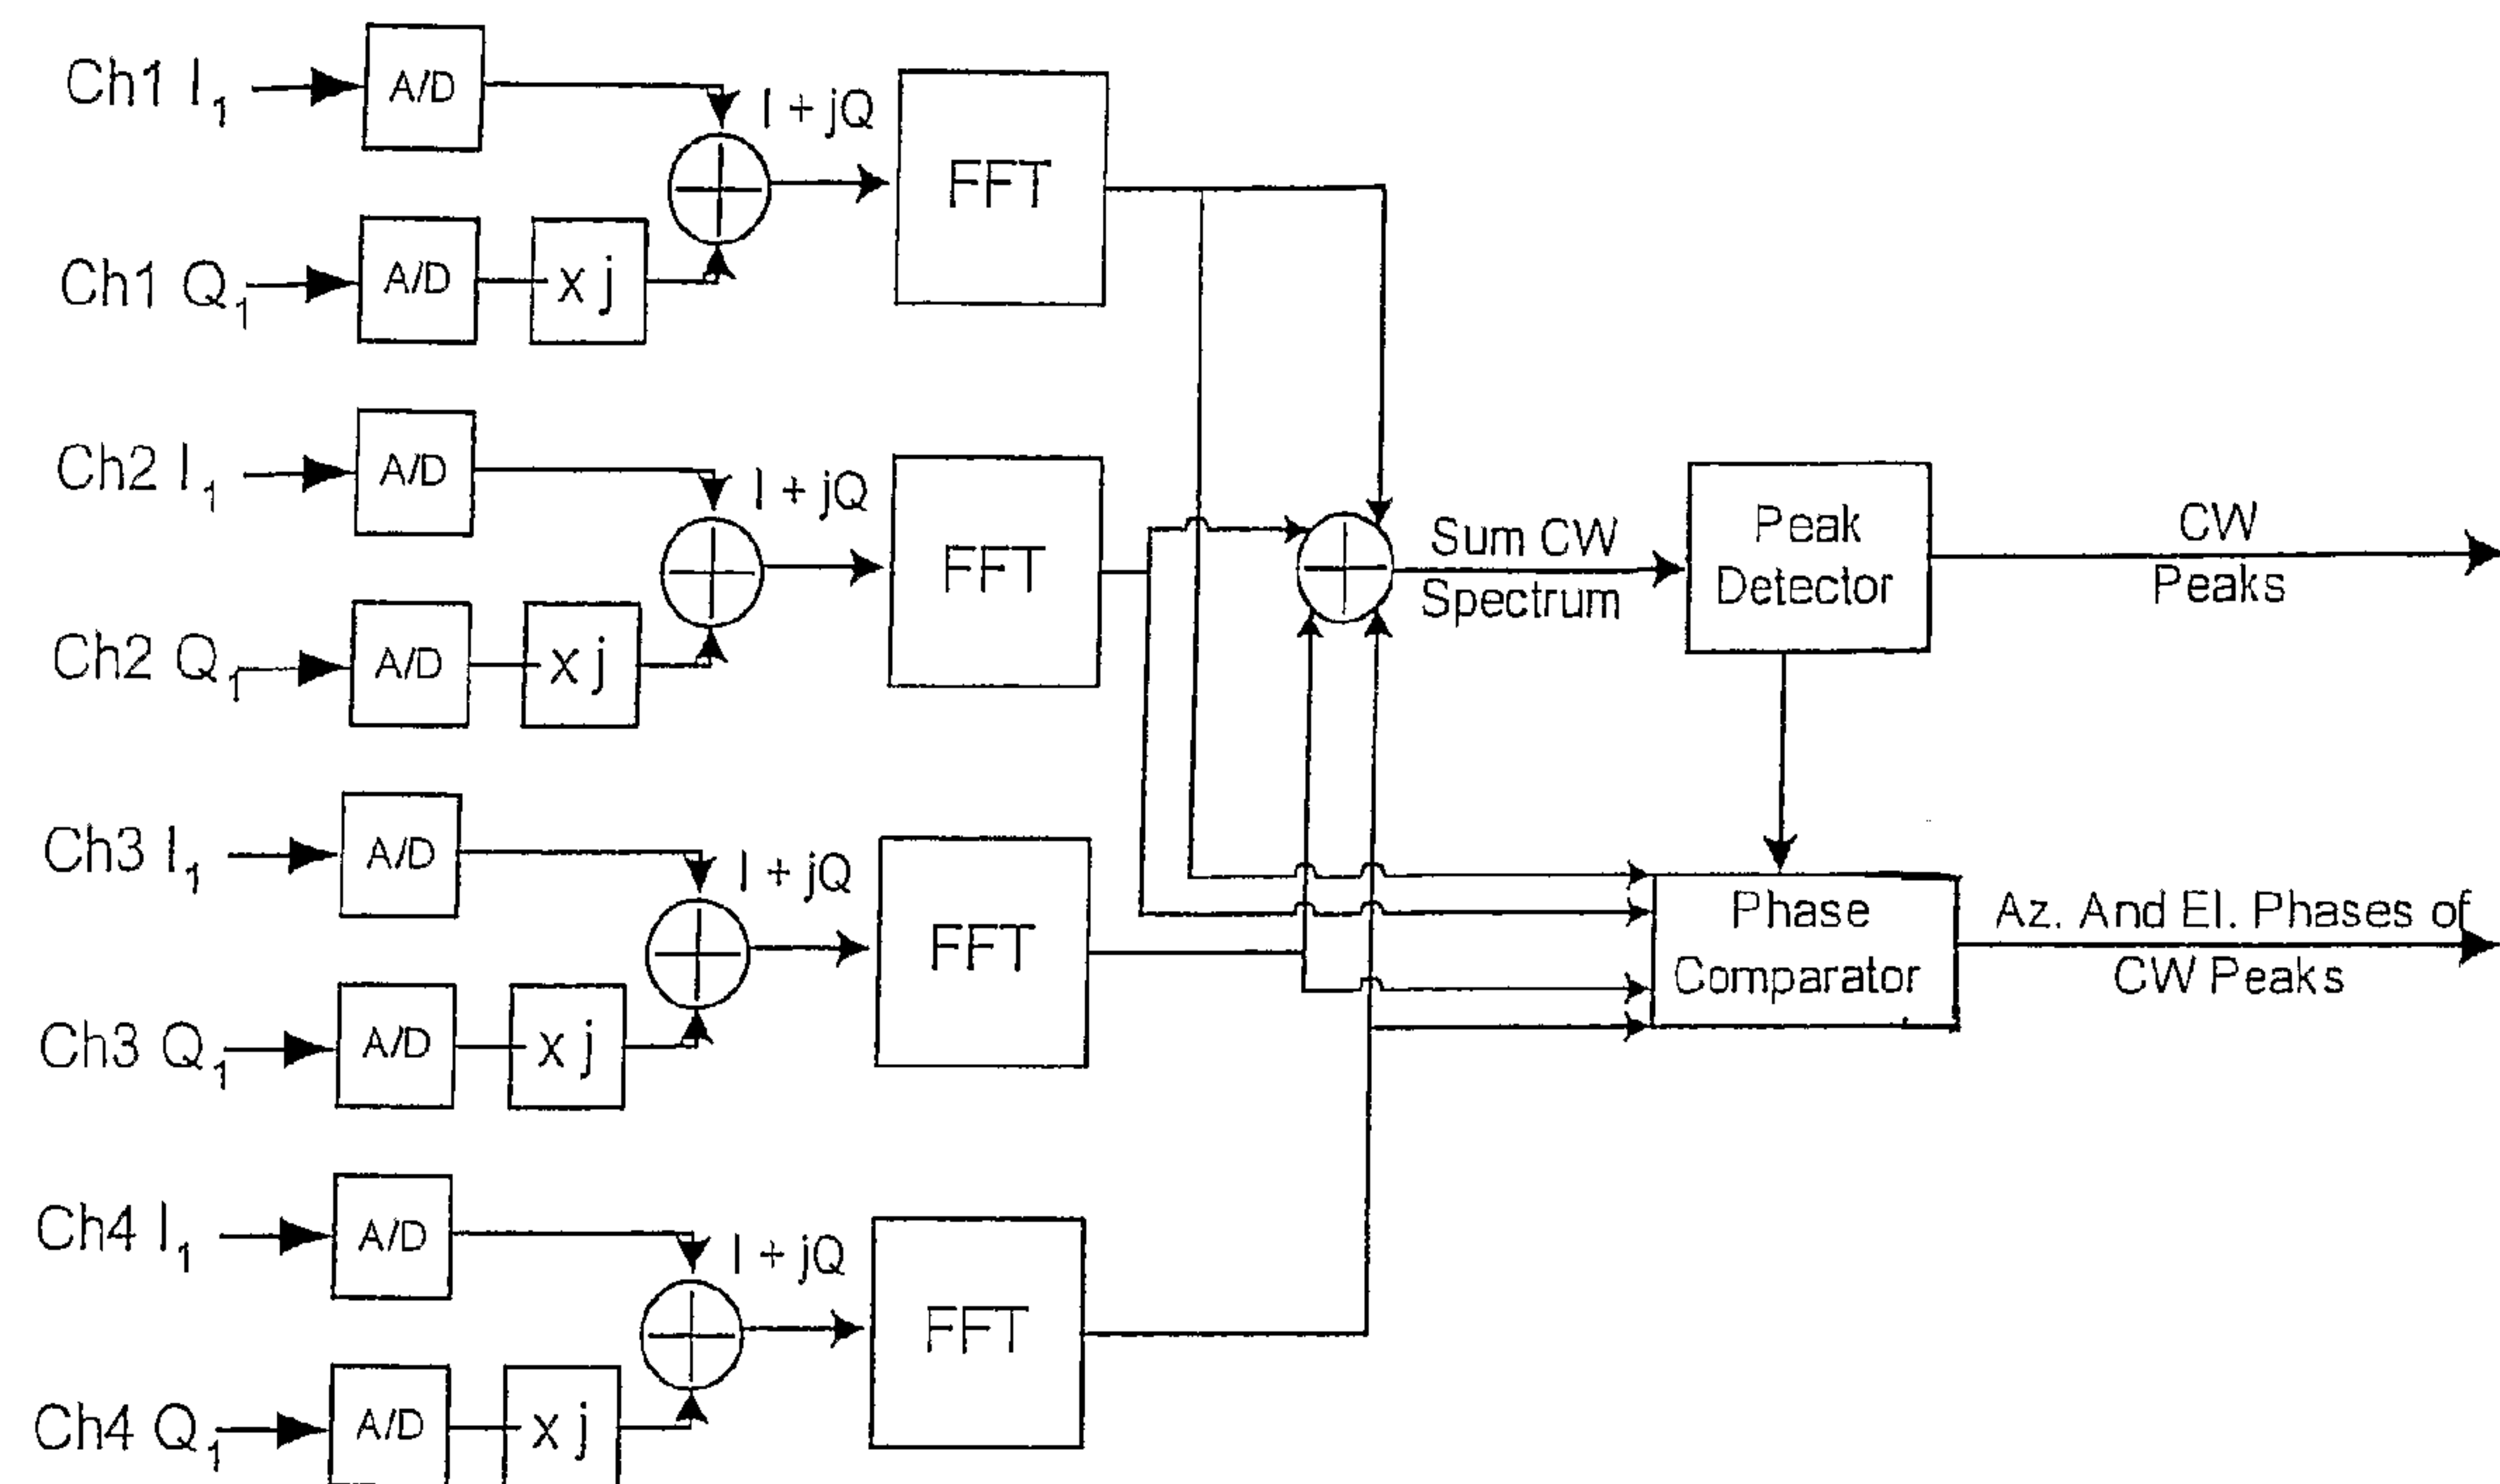 Ch1 I1
A/D
I + jQ
FFT
Ch1 Q1
A/D
x j
Ch2 I1
A/D
I + jQ
FFT
Ch2 Q1
A/D
x j
Sum CW
Spectrum
Peak
Detector
CW
Peaks
Ch3 I1
A/D
I + jQ
FFT
Ch3 Q1
A/D
x j
Phase
Comparator
Az. And El. Phases of
CW Peaks
Ch4 I1
A/D
I + jQ
FFT
Ch4 Q1
A/D
x j